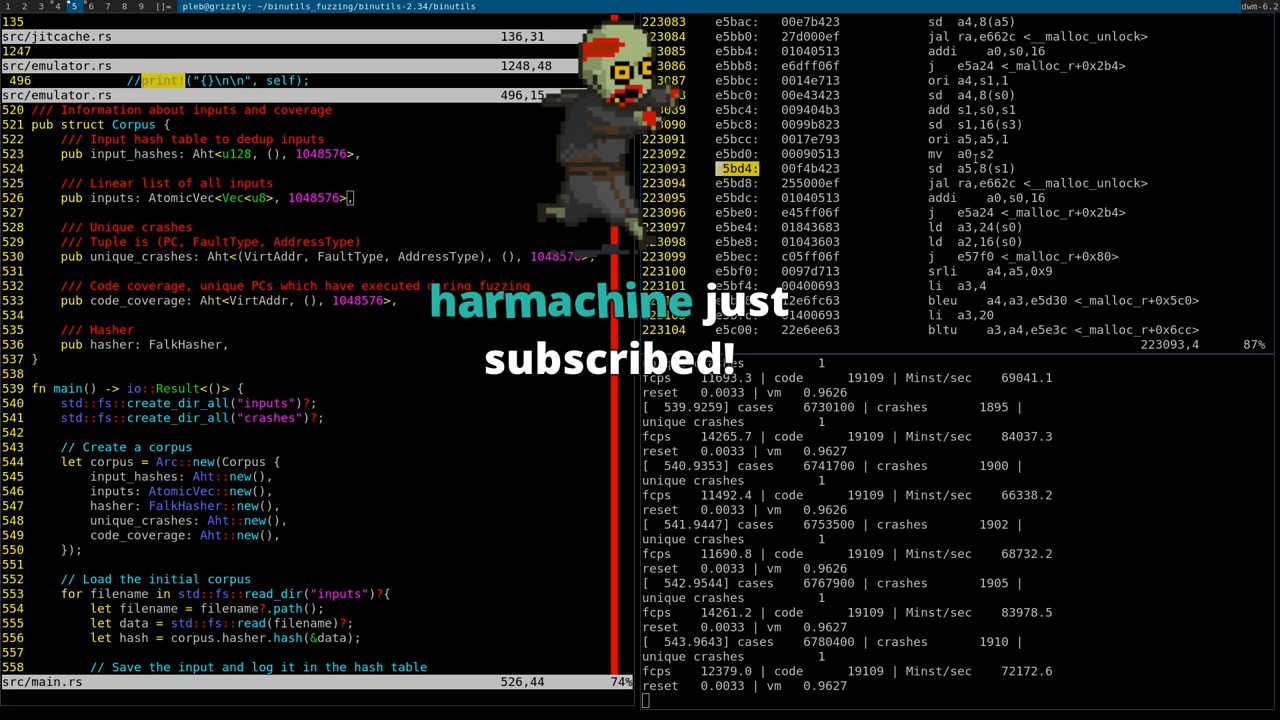 1 2 3 4 5 6 7 8 9 []= pleb@grizzly: ~/binutils_fuzzing/binutils-2.34/binutils dwm-6.2
135
src/jitcache.rs 136,31
1247
src/emulator.rs 1248,48
496 //print!("{}\n\n", self);
src/emulator.rs 496,15
520 /// Information about inputs and coverage
521 pub struct Corpus {
522 /// Input hash table to dedup inputs
523 pub input_hashes: Aht<u128, (), 1048576>,
524
525 /// Linear list of all inputs
526 pub inputs: AtomicVec<Vec<u8>, 1048576>,
527
528 /// Unique crashes
529 /// Tuple is (PC, FaultType, AddressType)
530 pub unique_crashes: Aht<(VirtAddr, FaultType, AddressType), (), 1048576>,
531
532 /// Code coverage, unique PCs which have executed during fuzzing
533 pub code_coverage: Aht<VirtAddr, (), 1048576>,
534
535 /// Hasher
536 pub hasher: FalkHasher,
537 }
538
539 fn main() -> io::Result<()> {
540 std::fs::create_dir_all("inputs")?;
541 std::fs::create_dir_all("crashes")?;
542
543 // Create a corpus
544 let corpus = Arc::new(Corpus {
545 input_hashes: Aht::new(),
546 inputs: AtomicVec::new(),
547 hasher: FalkHasher::new(),
548 unique_crashes: Aht::new(),
549 code_coverage: Aht::new(),
550 });
551
552 // Load the initial corpus
553 for filename in std::fs::read_dir("inputs")?{
554 let filename = filename?.path();
555 let data = std::fs::read(filename)?;
556 let hash = corpus.hasher.hash(&data);
557
558 // Save the input and log it in the hash table
src/main.rs 526,44 74%
harmachine just
subscribed!
223083 e5bac: 00e7b423 sd a4,8(a5)
223084 e5bb0: 27d000ef jal ra,e662c <__malloc_unlock>
223085 e5bb4: 01040513 addi a0,s0,16
223086 e5bb8: e6dff06f j e5a24 <_malloc_r+0x2b4>
3087 e5bbc: 0014e713 ori a4,s1,1
e5bc0: 00e43423 sd a4,8(s0)
3089 e5bc4: 009404b3 add s1,s0,s1
223090 e5bc8: 0099b823 sd s1,16(s3)
223091 e5bcc: 0017e793 ori a5,a5,1
223092 e5bd0: 00090513 mv a0,s2
223093 5bd4: 00f4b423 sd a5,8(s1)
223094 e5bd8: 255000ef jal ra,e662c <__malloc_unlock>
223095 e5bdc: 01040513 addi a0,s0,16
223096 e5be0: e45ff06f j e5a24 <_malloc_r+0x2b4>
223097 e5be4: 01843683 ld a3,24(s0)
223098 e5be8: 01043603 ld a2,16(s0)
223099 e5bec: c05ff06f j e57f0 <_malloc_r+0x80>
223100 e5bf0: 0097d713 srli a4,a5,0x9
223101 e5bf4: 00400693 li a3,4
12e6fc63 bleu a4,a3,e5d30 <_malloc_r+0x5c0>
01400693 li a3,20
223104 e5c00: 22e6ee63 bltu a3,a4,e5e3c <_malloc_r+0x6cc>
223093,4 87%
unique crashes 1
fcps 11693.3 | code 19109 | Minst/sec 69041.1
reset 0.0033 | vm 0.9626
[ 539.9259] cases 6730100 | crashes 1895 |
unique crashes 1
fcps 14265.7 | code 19109 | Minst/sec 84037.3
reset 0.0033 | vm 0.9627
[ 540.9353] cases 6741700 | crashes 1900 |
unique crashes 1
fcps 11492.4 | code 19109 | Minst/sec 66338.2
reset 0.0033 | vm 0.9626
[ 541.9447] cases 6753500 | crashes 1902 |
unique crashes 1
fcps 11690.8 | code 19109 | Minst/sec 68732.2
reset 0.0033 | vm 0.9626
[ 542.9544] cases 6767900 | crashes 1905 |
unique crashes 1
fcps 14261.2 | code 19109 | Minst/sec 83978.5
reset 0.0033 | vm 0.9627
[ 543.9643] cases 6780400 | crashes 1910 |
unique crashes 1
fcps 12379.0 | code 19109 | Minst/sec 72172.6
reset 0.0033 | vm 0.9627